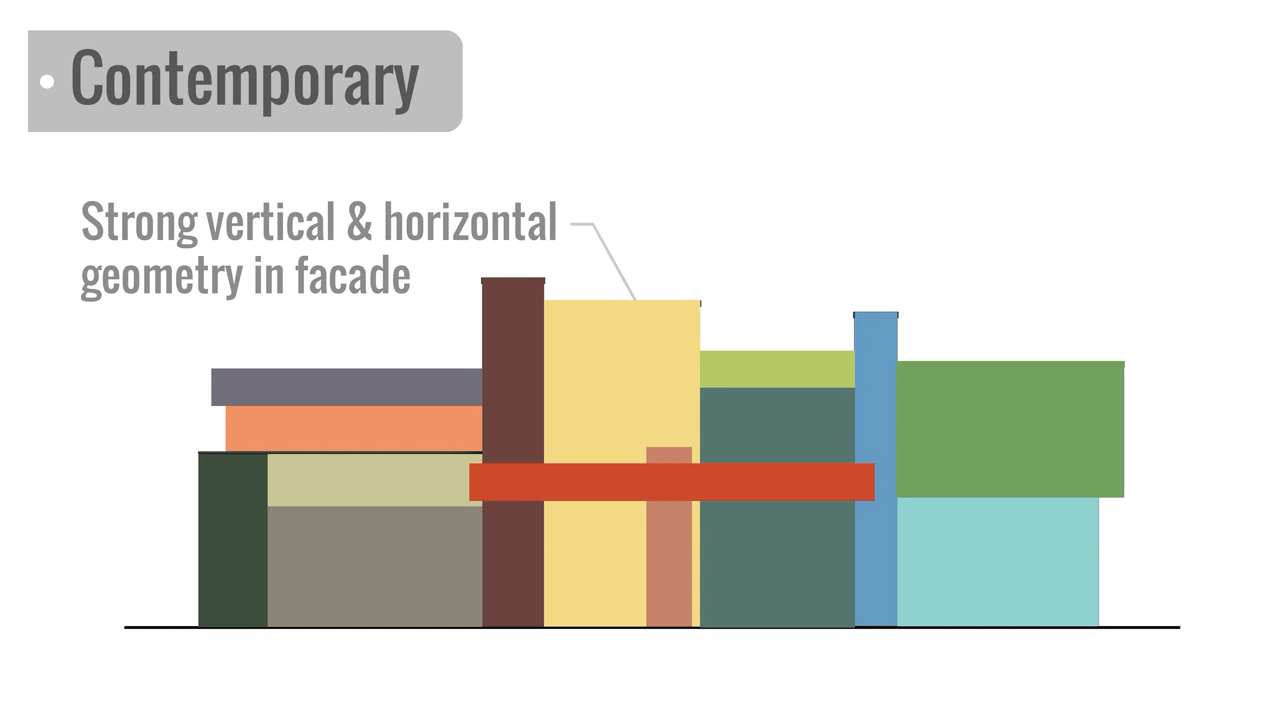 • Contemporary
Strong vertical & horizontal
geometry in facade